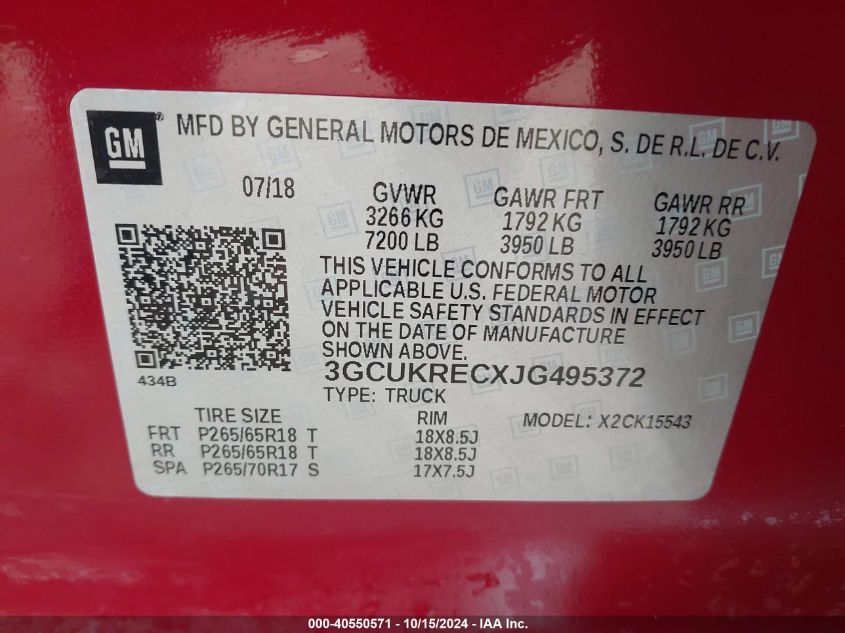 GM
MFD BY GENERAL MOTORS DE MEXICO, S. DE R.L. DE C.V.
07/18 GVWR GAWR FRT GAWR RR
3266 KG 1792 KG 1792 KG
7200 LB 3950 LB 3950 LB
THIS VEHICLE CONFORMS TO ALL
APPLICABLE U.S. FEDERAL MOTOR
VEHICLE SAFETY STANDARDS IN EFFECT
ON THE DATE OF MANUFACTURE
SHOWN ABOVE.
3GCUKRECXJG495372
434B
TYPE: TRUCK
TIRE SIZE RIM MODEL: X2CK15543
FRT P265/65R18 T 18X8.5J
RR P265/65R18 T 18X8.5J
SPA P265/70R17 S 17X7.5J
000-40550571 - 10/15/2024 - IAA Inc.